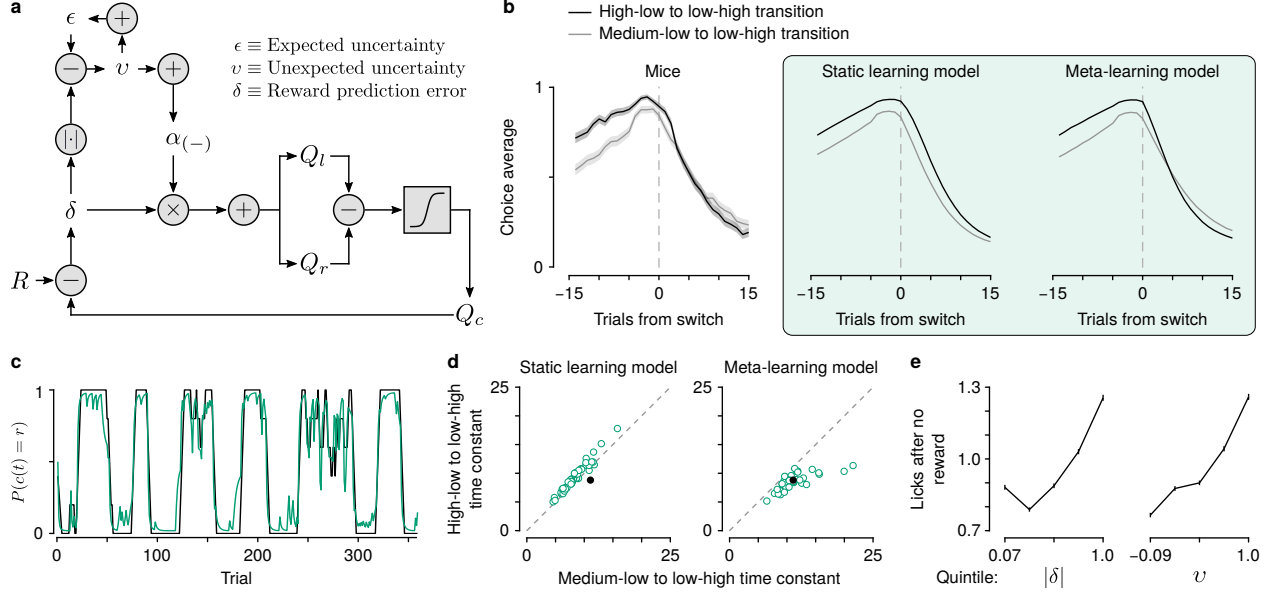 a
ϵ
+
−
υ
+
ϵ ≡ Expected uncertainty
υ ≡ Unexpected uncertainty
δ ≡ Reward prediction error
|·|
α(−)
δ
×
+
Ql
−
Qr
R
−
Qc
b
High-low to low-high transition
Medium-low to low-high transition
Mice
Static learning model
Meta-learning model
1
0
Choice average
−15
0
15
−15
0
15
−15
0
15
Trials from switch
Trials from switch
Trials from switch
c
1
0
P(c(t) = r)
0
100
200
300
Trial
d
Static learning model
Meta-learning model
High-low to low-high
time constant
25
0
0
25
25
0
0
25
Medium-low to low-high time constant
e
1.3
1.0
0.7
Licks after no
reward
0.07
1.0
−0.09
1.0
Quintile:
|δ|
υ